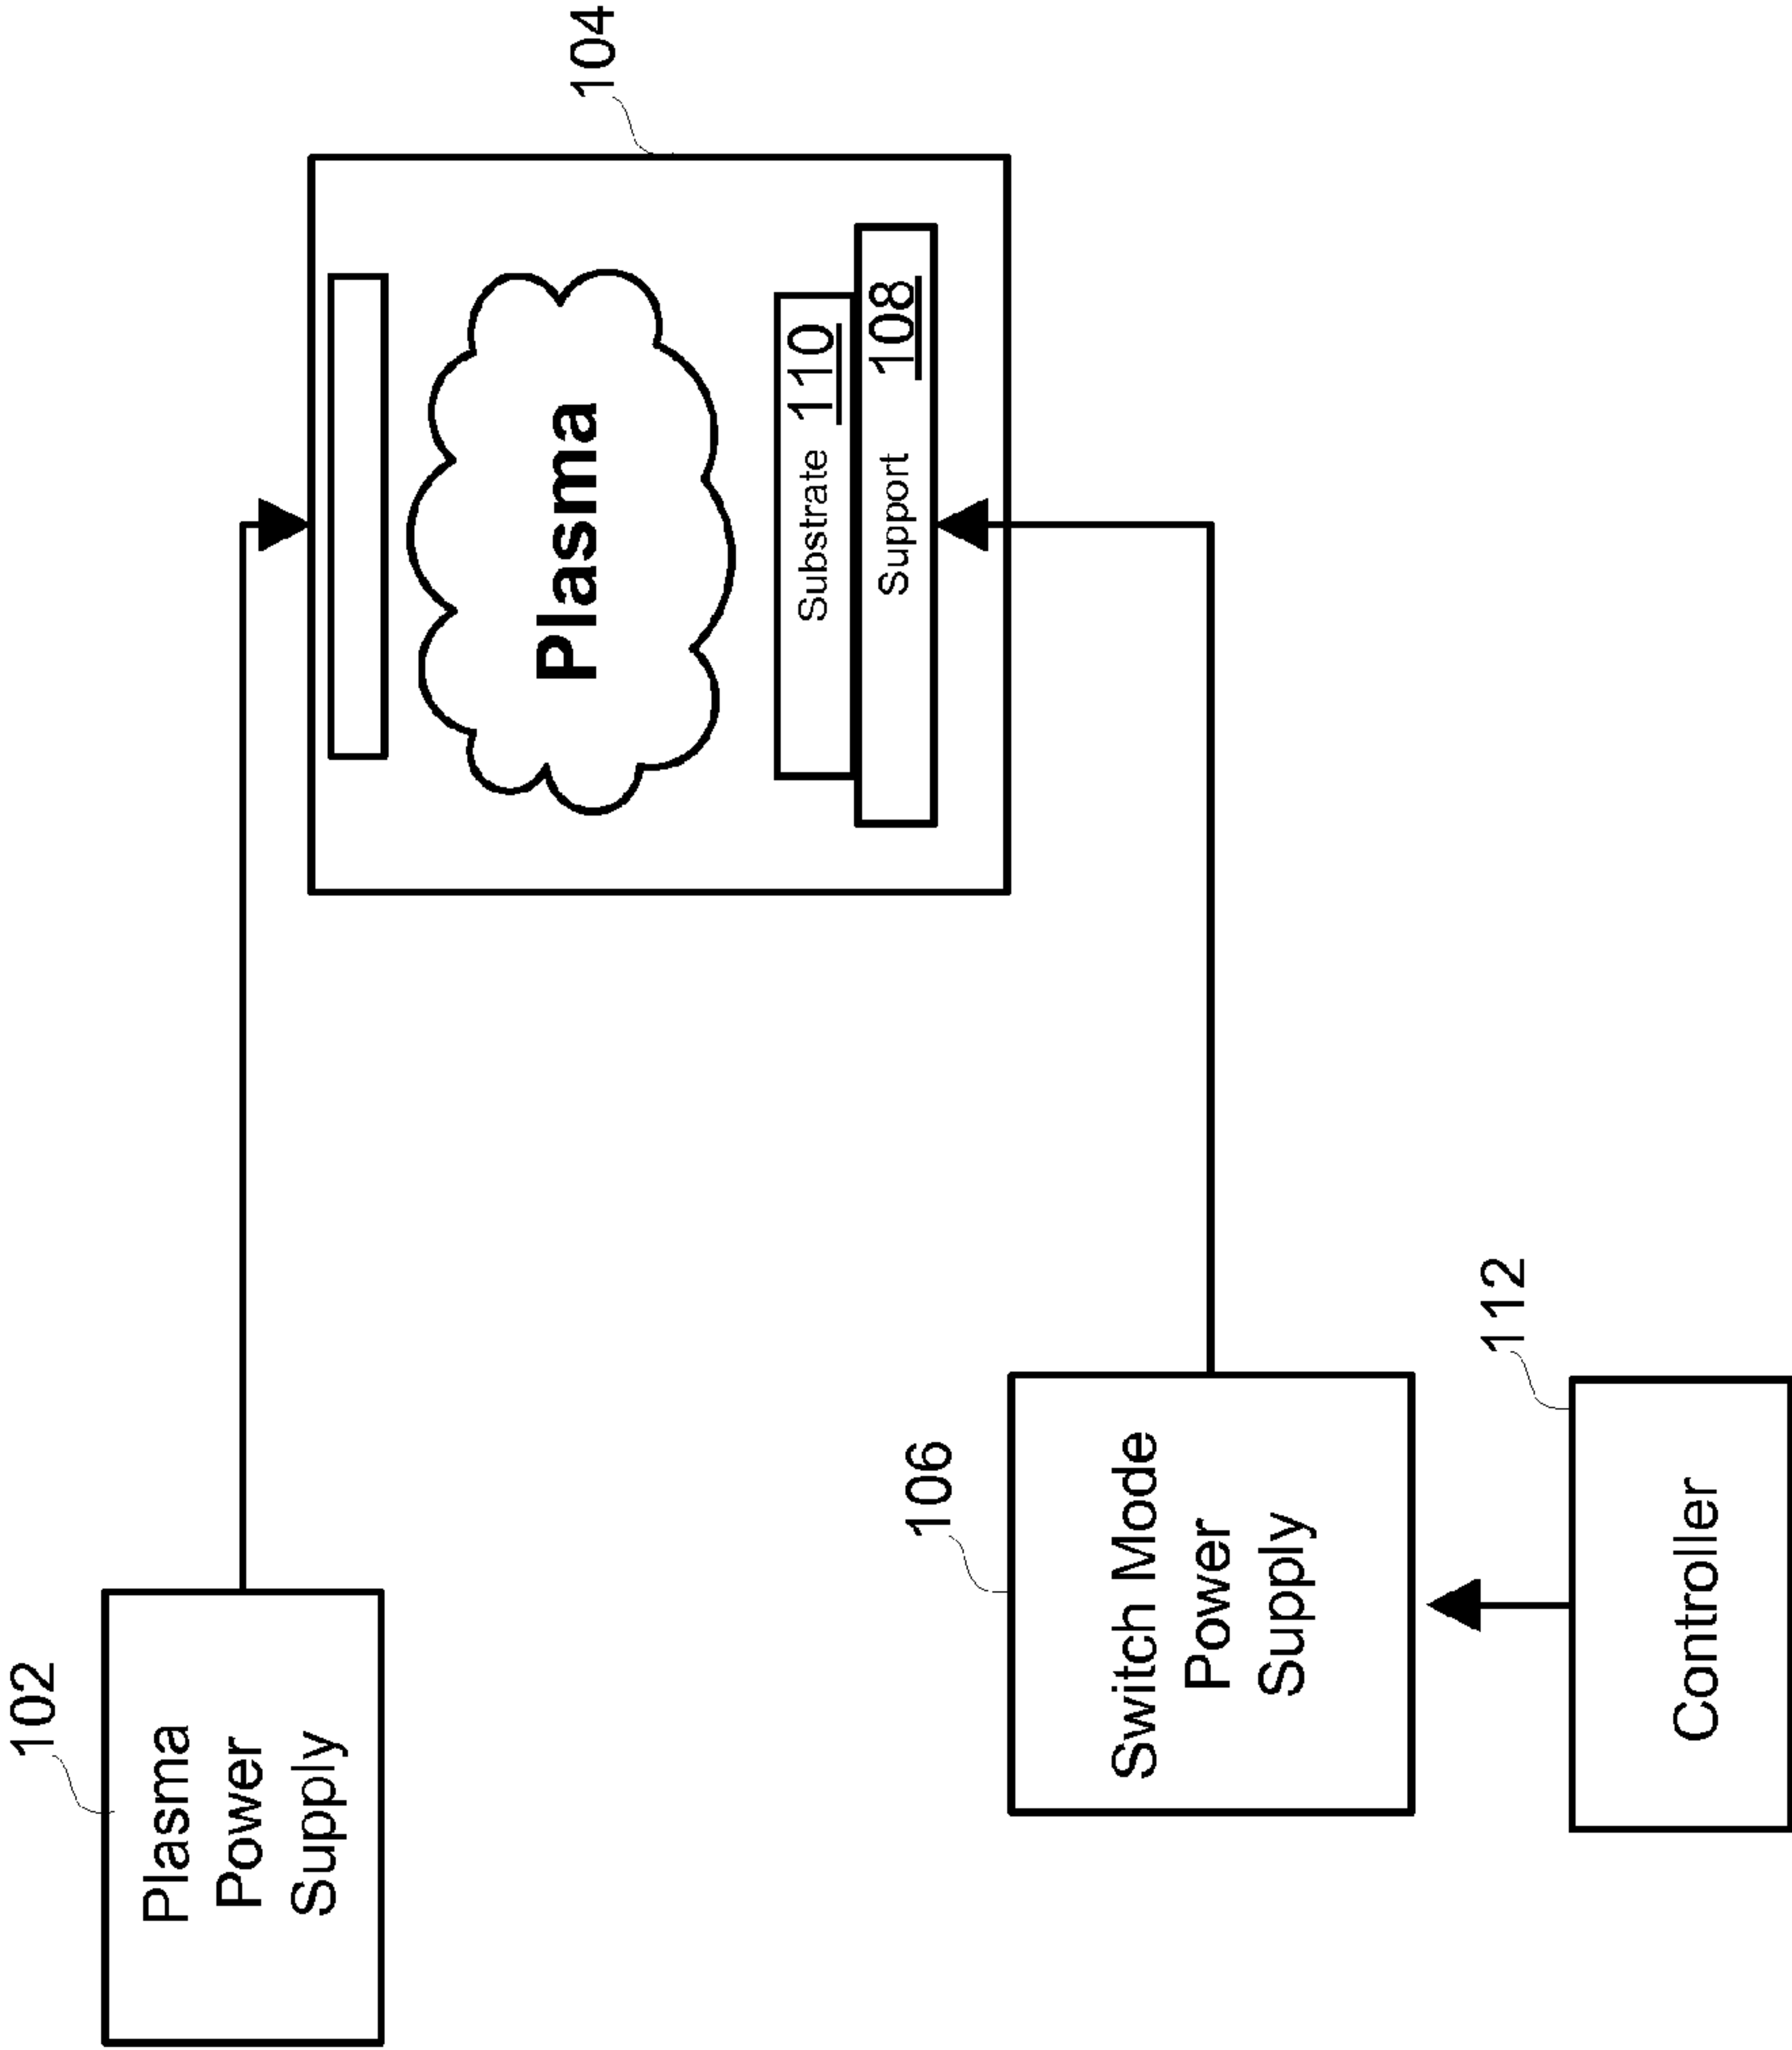 102
Plasma
Power
Supply
104
Plasma
Substrate 110
Support 108
106
Switch Mode
Power
Supply
112
Controller